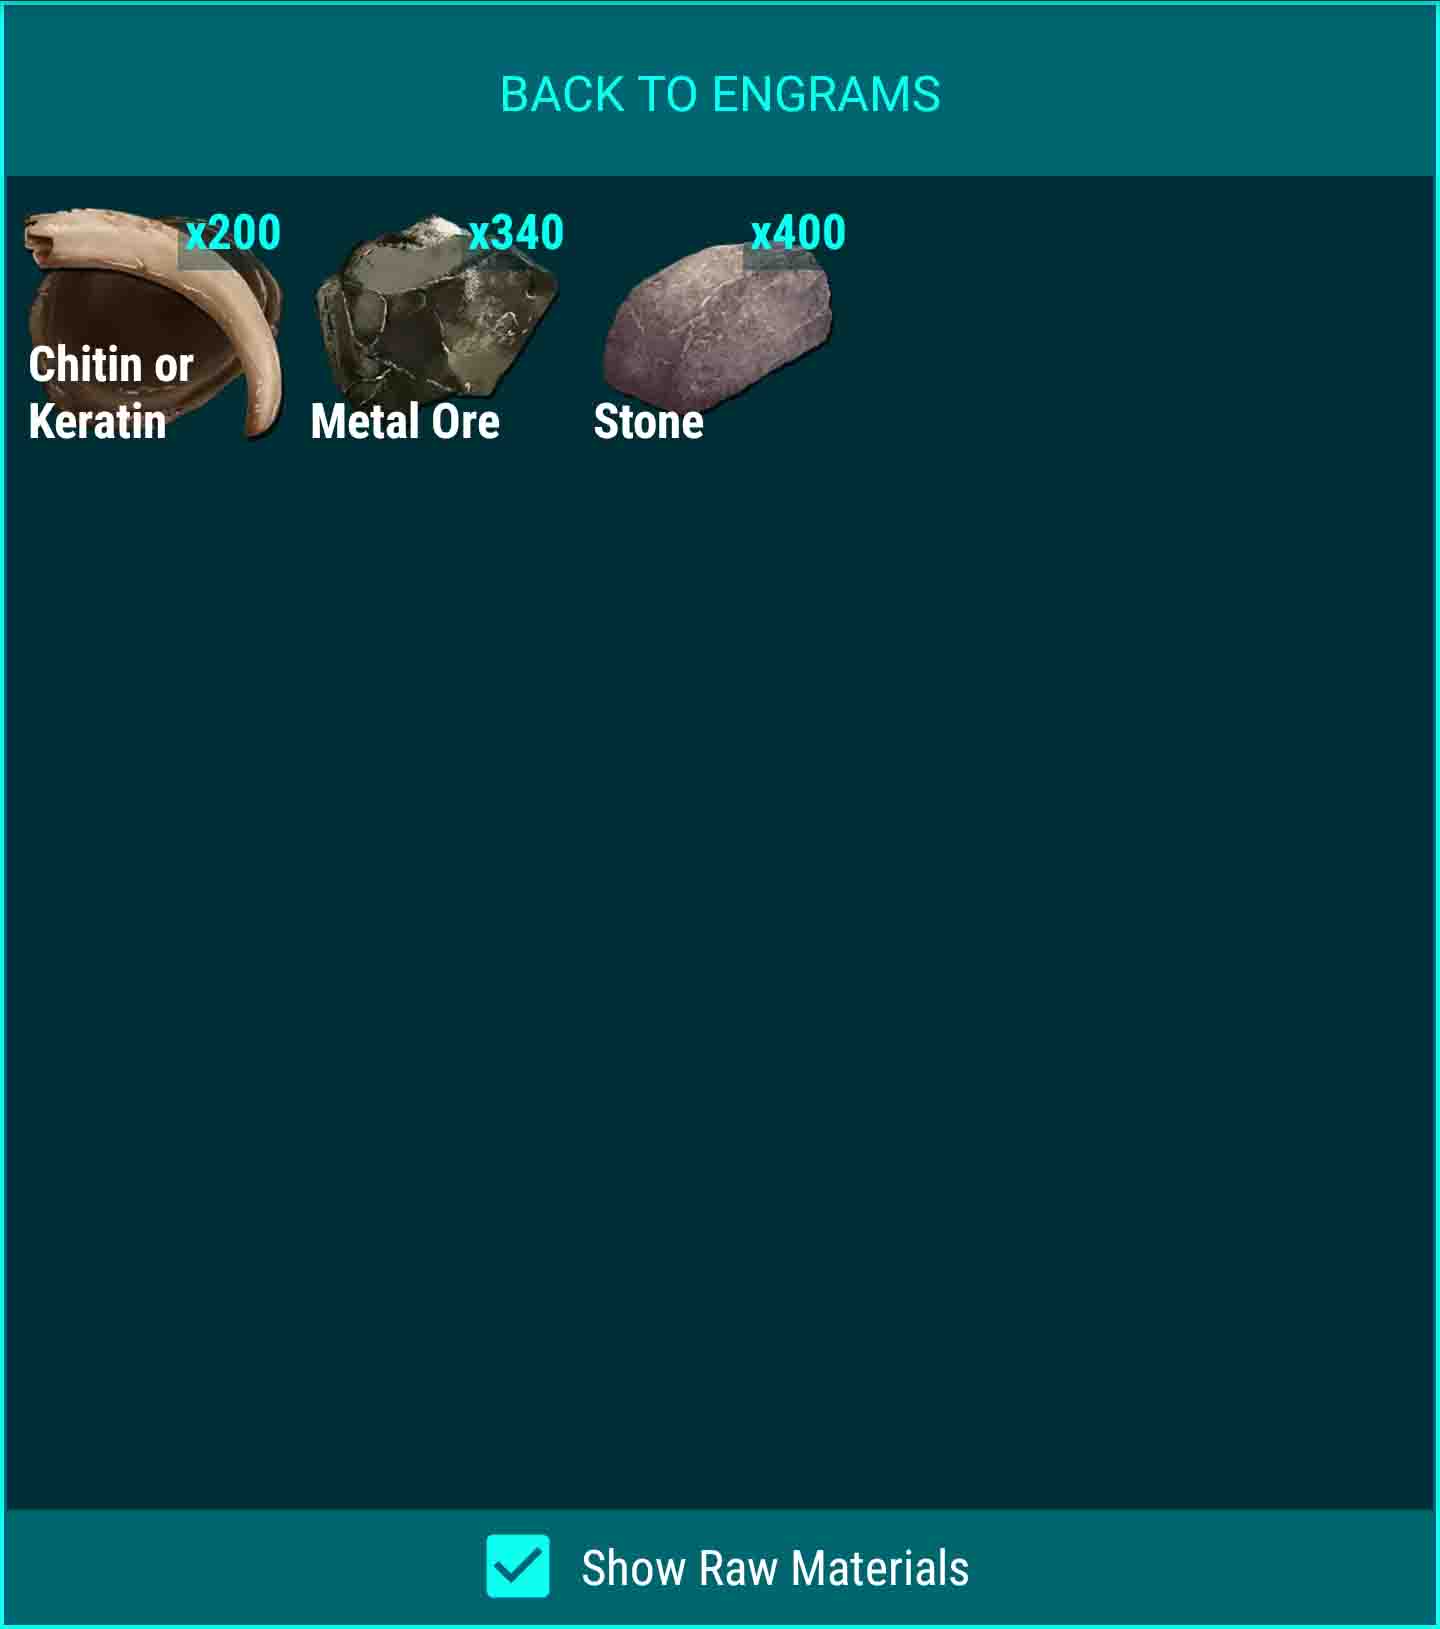 BACK TO ENGRAMS
x200
Chitin or
Keratin
x340
Metal Ore
x400
Stone
Show Raw Materials